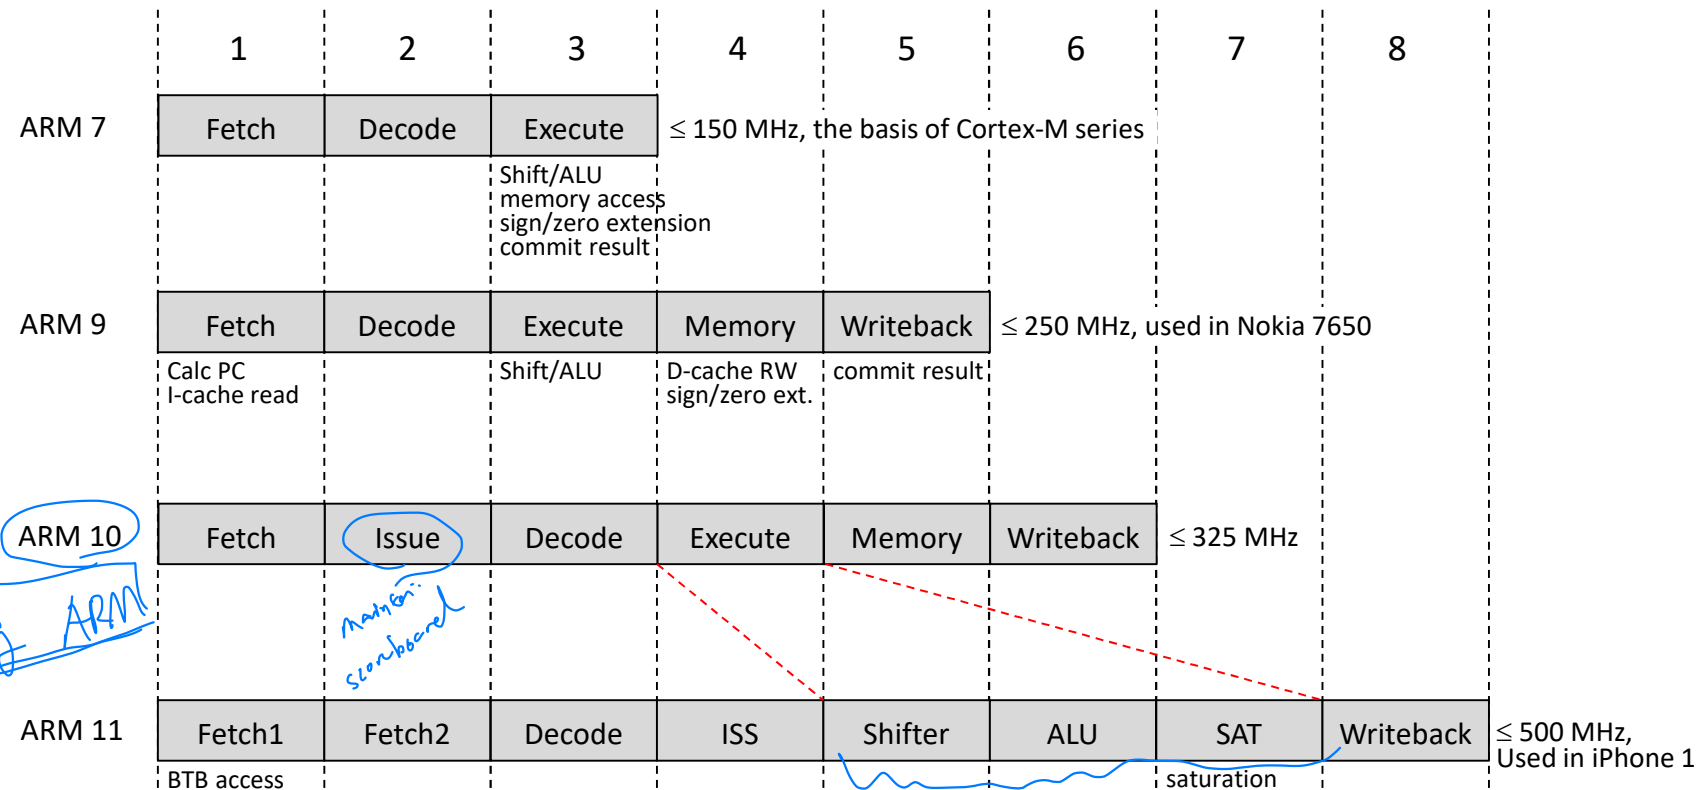 1 2 3 4 5 6 7 8
ARM 7 Fetch Decode Execute ≤ 150 MHz, the basis of Cortex-M series
Shift/ALU
memory access
sign/zero extension
commit result
ARM 9 Fetch Decode Execute Memory Writeback ≤ 250 MHz, used in Nokia 7650
Calc PC Shift/ALU D-cache RW commit result
I-cache read sign/zero ext.
ARM 10 Fetch Issue Decode Execute Memory Writeback ≤ 325 MHz
ARM
scoreboard
ARM 11 Fetch1 Fetch2 Decode ISS Shifter ALU SAT Writeback ≤ 500 MHz,
Used in iPhone 1
BTB access saturation